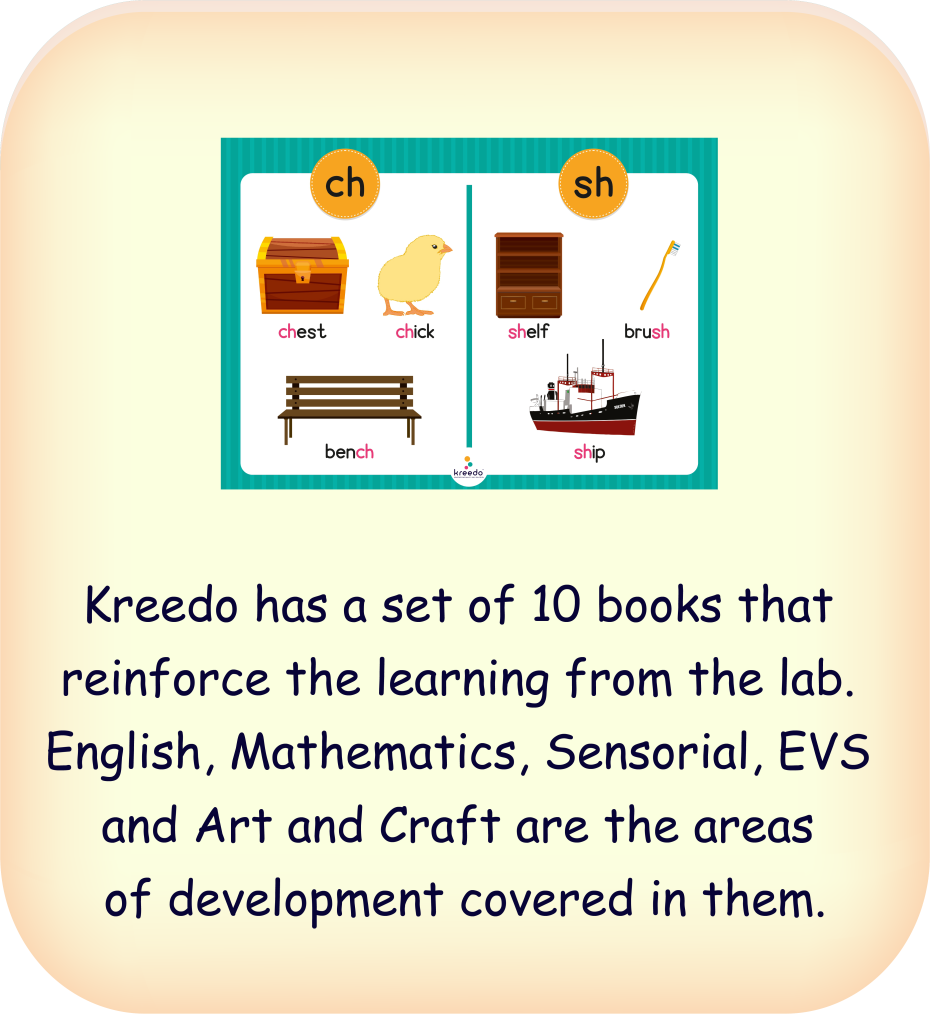 ch sh
chest chick shelf brush
bench ship
kreedo
Kreedo has a set of 10 books that
reinforce the learning from the lab.
English, Mathematics, Sensorial, EVS
and Art and Craft are the areas
of development covered in them.